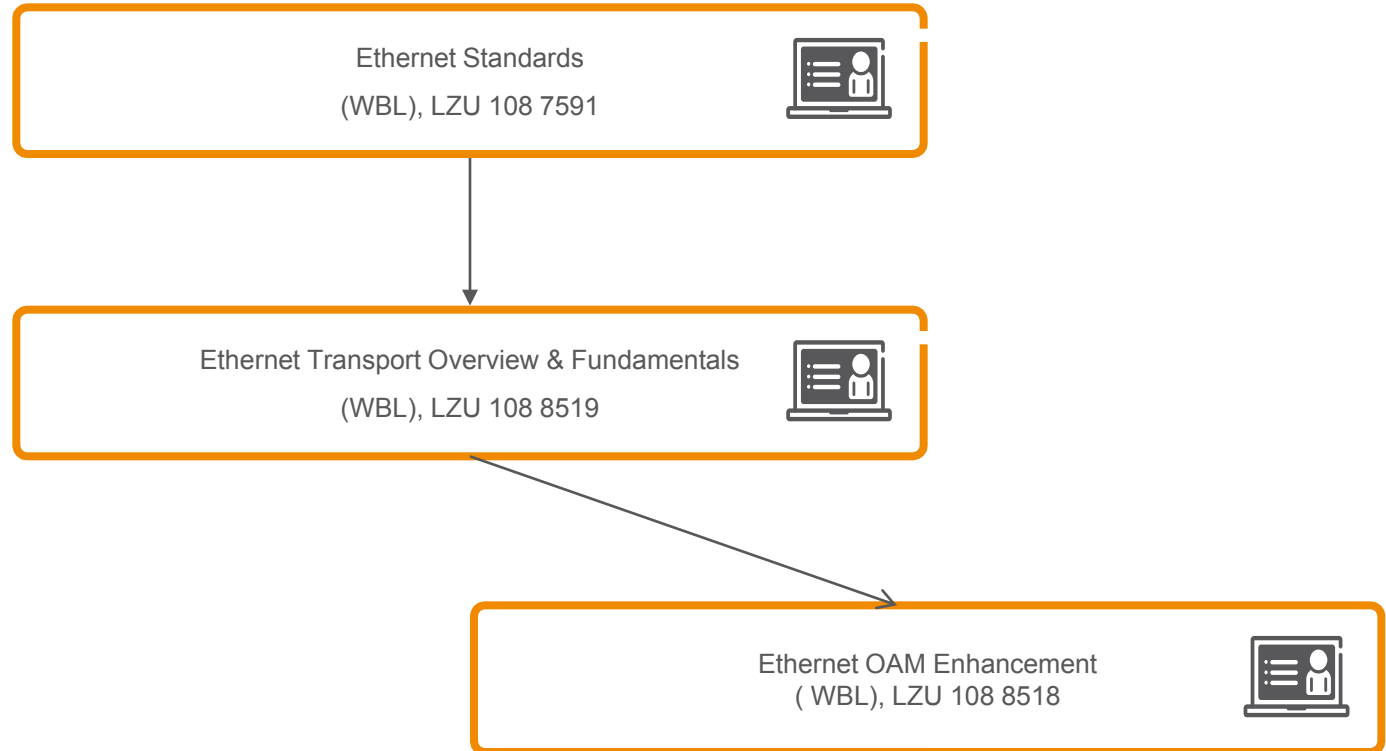 Ethernet Standards
(WBL), LZU 108 7591
Ethernet Transport Overview & Fundamentals
(WBL), LZU 108 8519
Ethernet OAM Enhancement
( WBL), LZU 108 8518